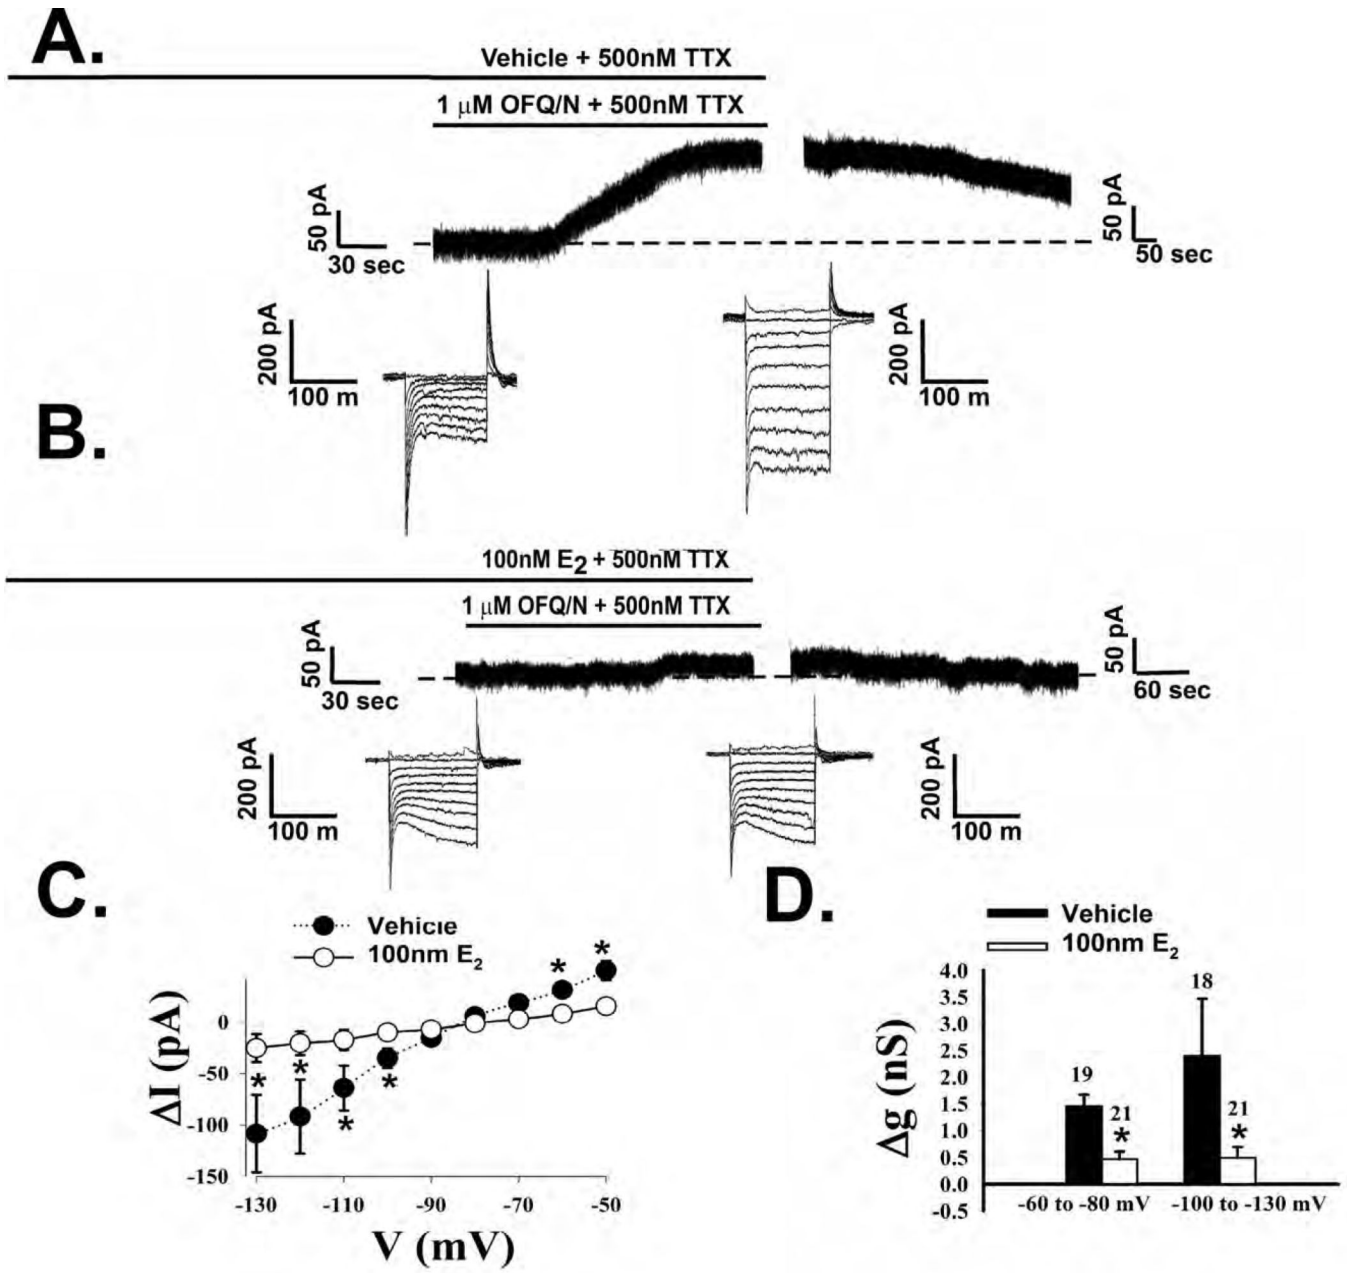 A.
Vehicle + 500nM TTX
1 μM OFQ/N + 500nM TTX
50 pA
30 sec
50 pA
50 sec
200 pA
100 m
200 pA
100 m
B.
100nM E2 + 500nM TTX
1 μM OFQ/N + 500nM TTX
50 pA
30 sec
50 pA
60 sec
200 pA
100 m
200 pA
100 m
C.
Vehicle
100nm E2
* *
ΔI (pA)
0
-50
-100
-150
* * * *
-130 -110 -90 -70 -50
V (mV)
D.
Vehicle
100nm E2
Δg (nS)
4.0
3.5
3.0
2.5
2.0
1.5
1.0
0.5
0.0
-0.5
19
21
*
18
21
*
-60 to -80 mV -100 to -130 mV